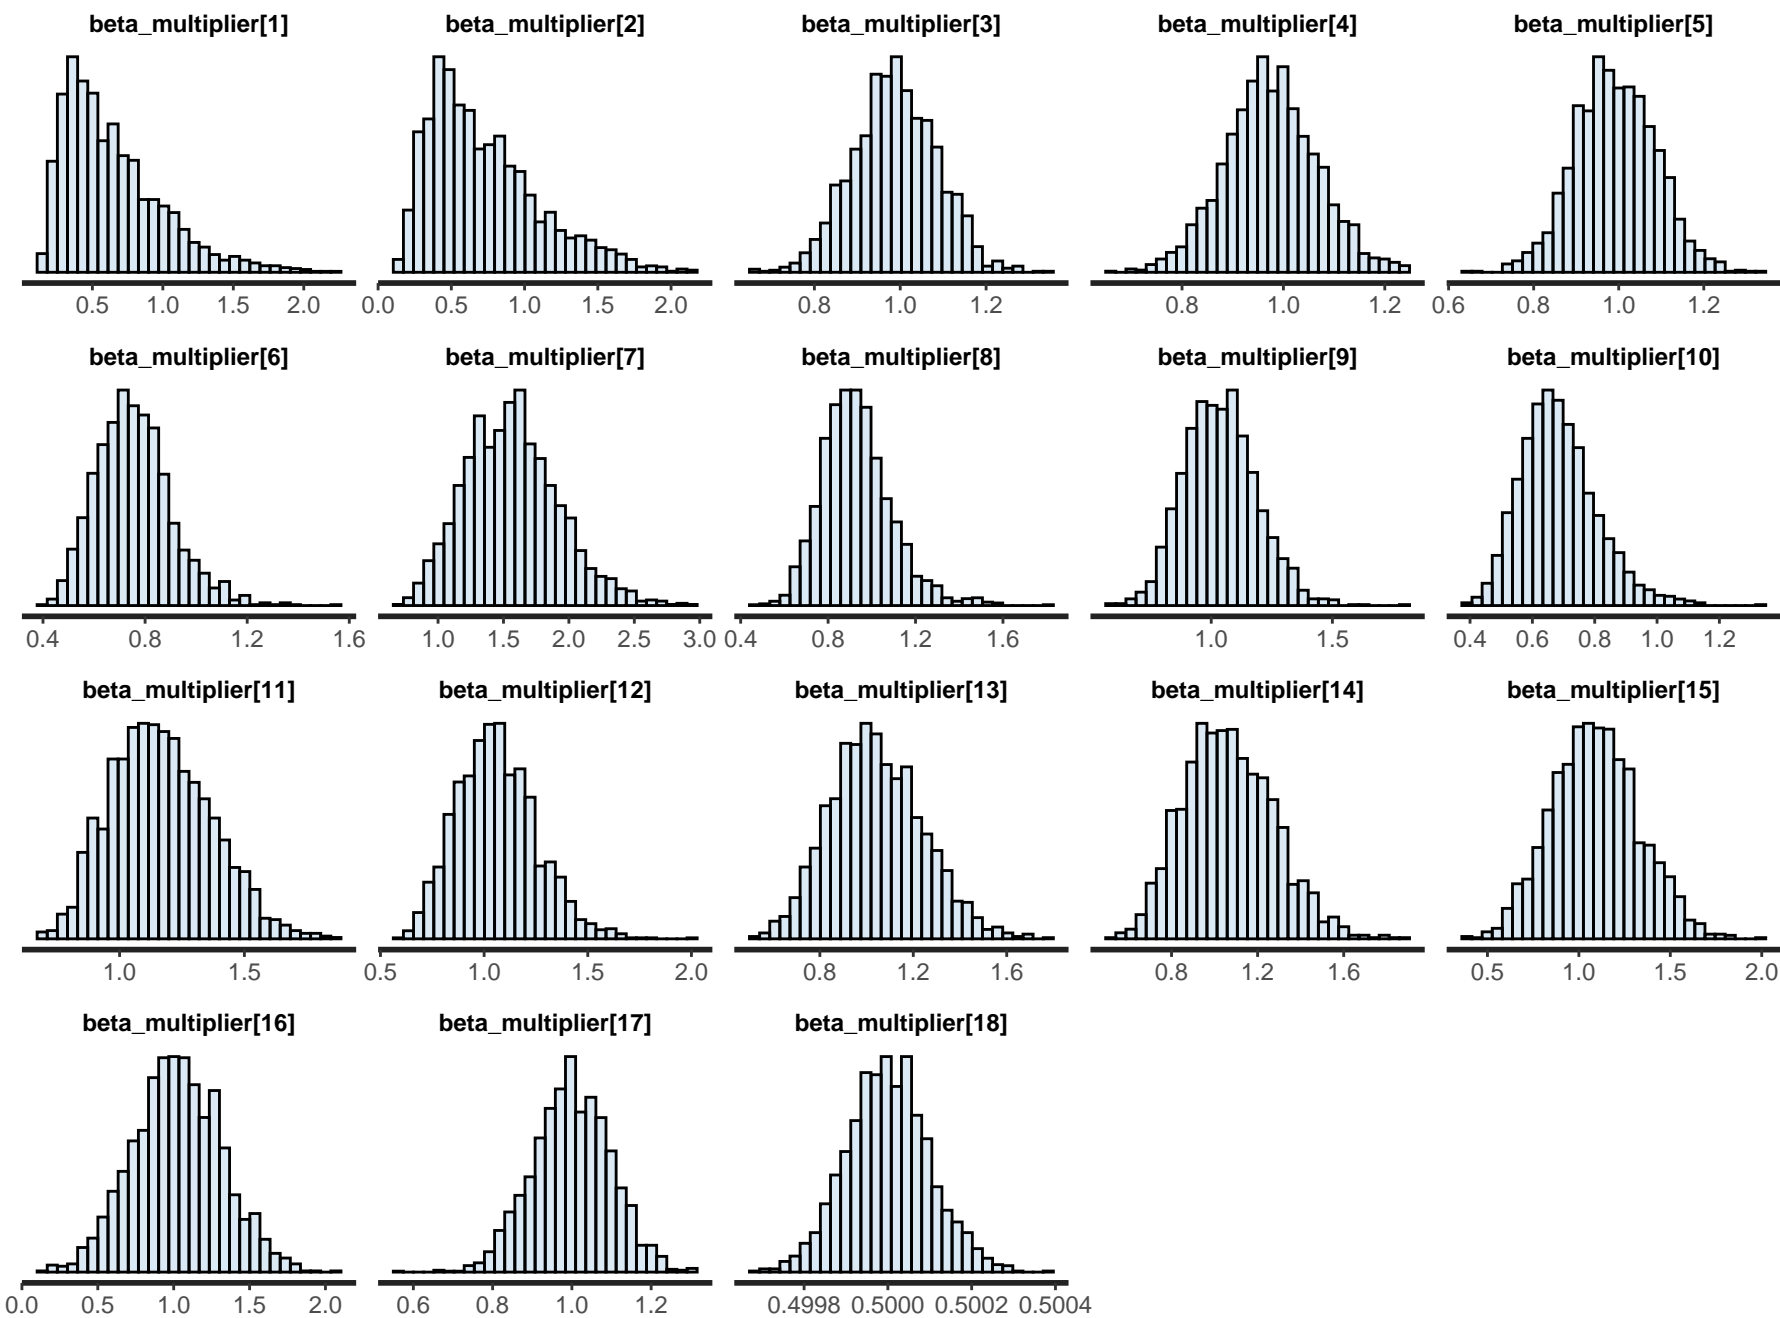 beta_multiplier[1] beta_multiplier[2] beta_multiplier[3] beta_multiplier[4] beta_multiplier[5]
0.5 1.0 1.5 2.0 0.0 0.5 1.0 1.5 2.0 0.8 1.0 1.2 0.8 1.0 1.2 0.6 0.8 1.0 1.2
beta_multiplier[6] beta_multiplier[7] beta_multiplier[8] beta_multiplier[9] beta_multiplier[10]
0.4 0.8 1.2 1.6 1.0 1.5 2.0 2.5 3.0 0.4 0.8 1.2 1.6 1.0 1.5 0.4 0.6 0.8 1.0 1.2
beta_multiplier[11] beta_multiplier[12] beta_multiplier[13] beta_multiplier[14] beta_multiplier[15]
1.0 1.5 0.5 1.0 1.5 2.0 0.8 1.2 1.6 0.8 1.2 1.6 0.5 1.0 1.5 2.0
beta_multiplier[16] beta_multiplier[17] beta_multiplier[18]
0.0 0.5 1.0 1.5 2.0 0.6 0.8 1.0 1.2 0.4998 0.5000 0.5002 0.5004